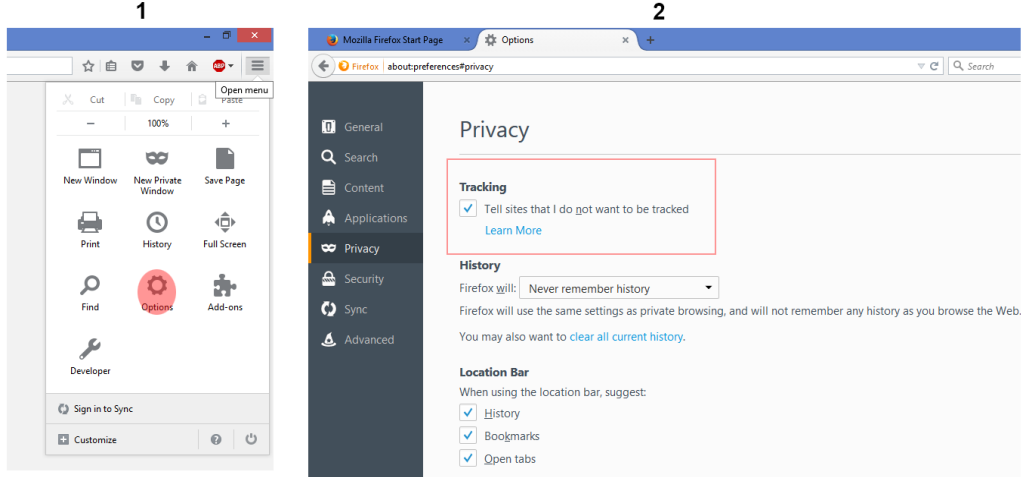 1
ABP
Open menu
Cut Copy Paste
− 100% +
New Window New Private Window Save Page
Print History Full Screen
Find Options Add-ons
Developer
Sign in to Sync
Customize
2
Mozilla Firefox Start Page × Options × +
Firefox about:preferences#privacy Search
General
Search
Content
Applications
Privacy
Security
Sync
Advanced
Privacy
Tracking
Tell sites that I do not want to be tracked
Learn More
History
Firefox will: Never remember history
Firefox will use the same settings as private browsing, and will not remember any history as you browse the Web.
You may also want to clear all current history.
Location Bar
When using the location bar, suggest:
History
Bookmarks
Open tabs